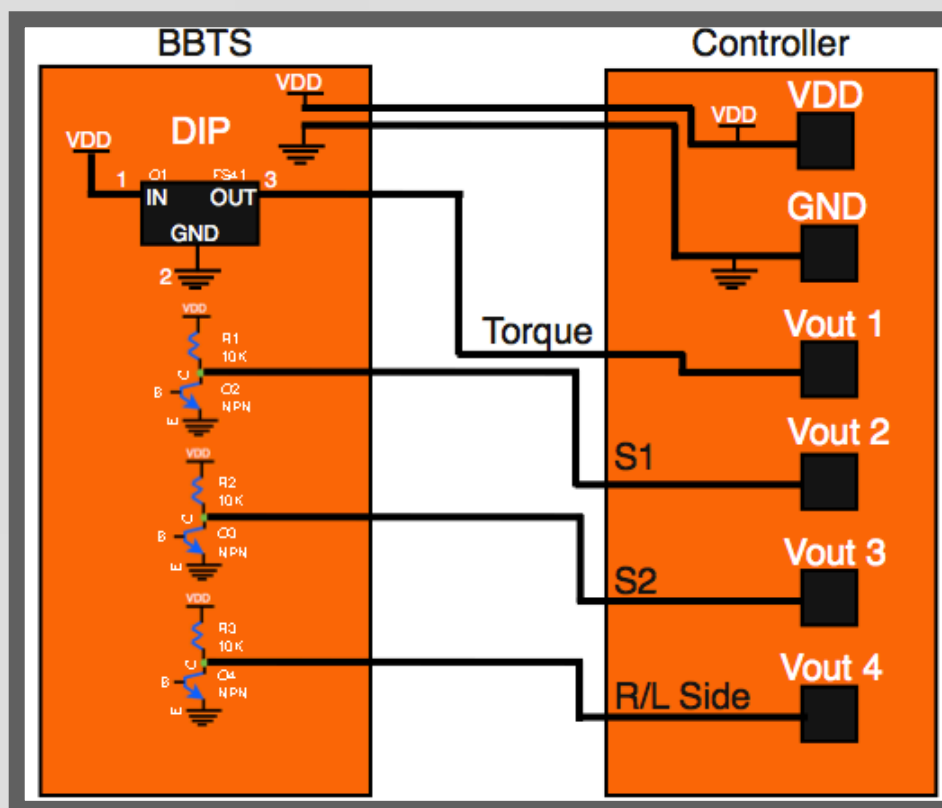 BBTS
Controller
VDD
VDD
VDD
VDD
DIP
1
3
IN OUT
GND
2
GND
VDD
R1
10K
C
B
Q2
NPN
E
Torque
Vout 1
VDD
R2
10K
C
B
Q3
NPN
E
S1
Vout 2
VDD
R3
10K
C
B
Q4
NPN
E
S2
Vout 3
R/L Side
Vout 4